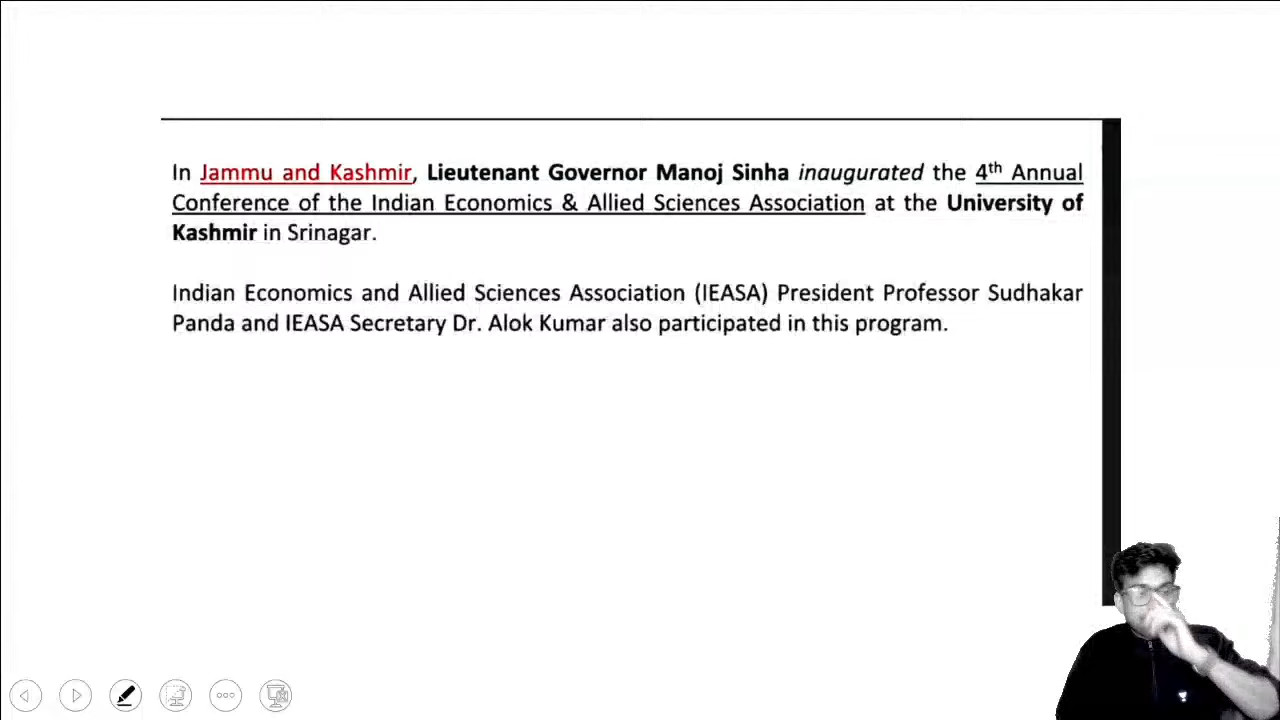 In Jammu and Kashmir, Lieutenant Governor Manoj Sinha inaugurated the 4th Annual
Conference of the Indian Economics & Allied Sciences Association at the University of
Kashmir in Srinagar.
Indian Economics and Allied Sciences Association (IEASA) President Professor Sudhakar
Panda and IEASA Secretary Dr. Alok Kumar also participated in this program.